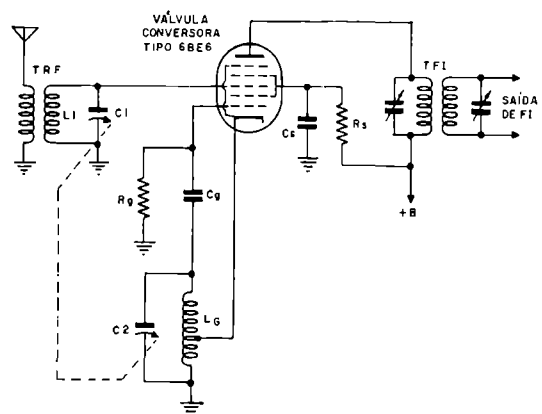 VÁLVULA
CONVERSORA
TIPO 6BE6
TRF
TFI
L1
C1
Cs
Rs
SAÍDA
DE FI
Rg
Cg
+B
C2
LG